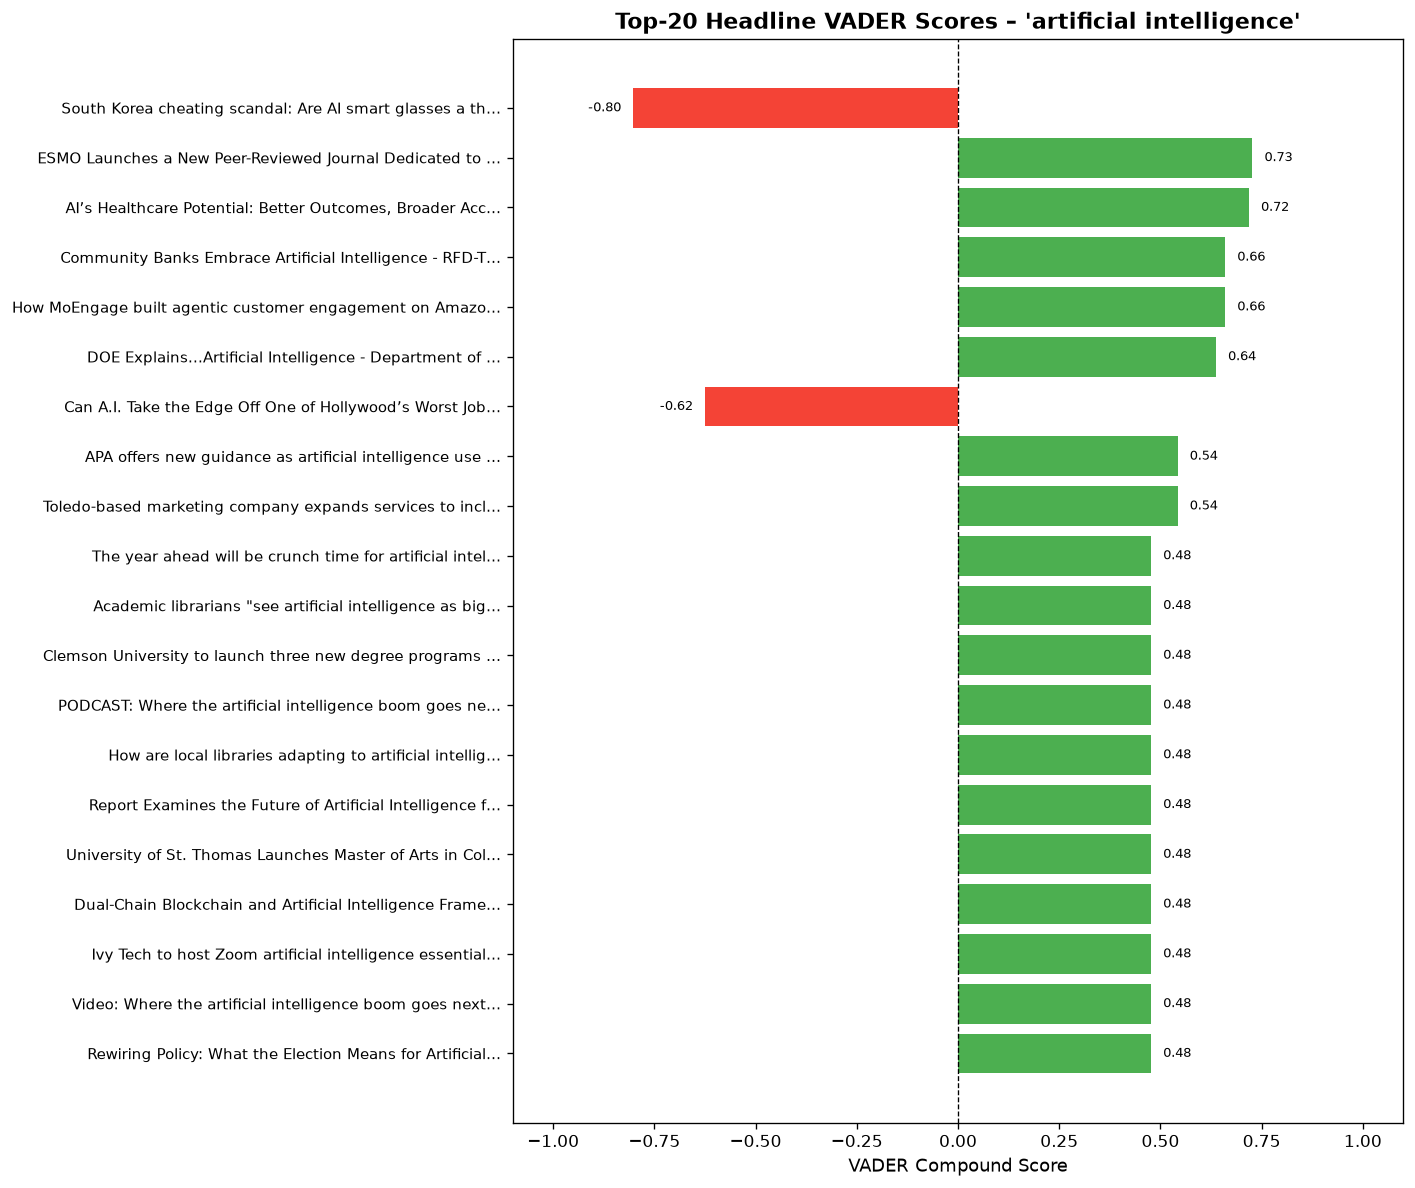 Top-20 Headline VADER Scores – 'artificial intelligence'
South Korea cheating scandal: Are AI smart glasses a th… -0.80
ESMO Launches a New Peer-Reviewed Journal Dedicated to … 0.73
AI’s Healthcare Potential: Better Outcomes, Broader Acc… 0.72
Community Banks Embrace Artificial Intelligence - RFD-T… 0.66
How MoEngage built agentic customer engagement on Amazo… 0.66
DOE Explains...Artificial Intelligence - Department of … 0.64
Can A.I. Take the Edge Off One of Hollywood’s Worst Job… -0.62
APA offers new guidance as artificial intelligence use … 0.54
Toledo-based marketing company expands services to incl… 0.54
The year ahead will be crunch time for artificial intel… 0.48
Academic librarians "see artificial intelligence as big… 0.48
Clemson University to launch three new degree programs … 0.48
PODCAST: Where the artificial intelligence boom goes ne… 0.48
How are local libraries adapting to artificial intellig… 0.48
Report Examines the Future of Artificial Intelligence f… 0.48
University of St. Thomas Launches Master of Arts in Col… 0.48
Dual-Chain Blockchain and Artificial Intelligence Frame… 0.48
Ivy Tech to host Zoom artificial intelligence essential… 0.48
Video: Where the artificial intelligence boom goes next… 0.48
Rewiring Policy: What the Election Means for Artificial… 0.48
−1.00 −0.75 −0.50 −0.25 0.00 0.25 0.50 0.75 1.00
VADER Compound Score